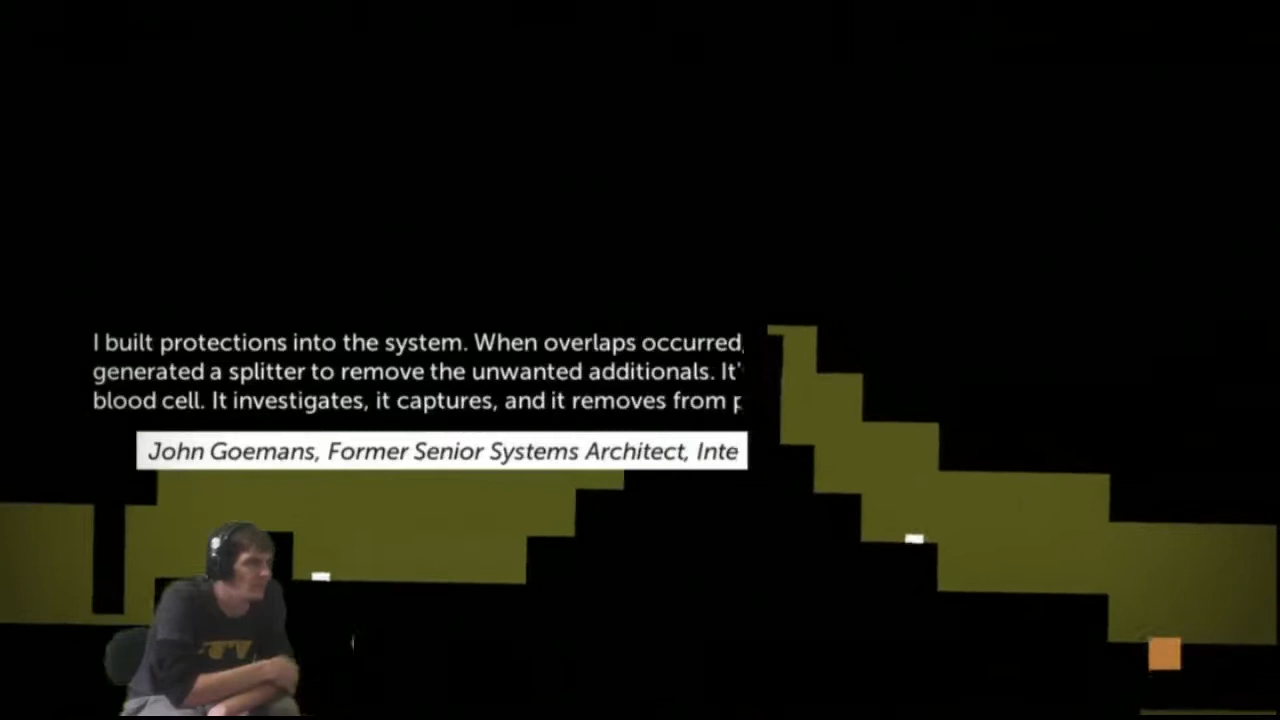 I built protections into the system. When overlaps occurred,
generated a splitter to remove the unwanted additionals. It'
blood cell. It investigates, it captures, and it removes from
John Goemans, Former Senior Systems Architect, Inte